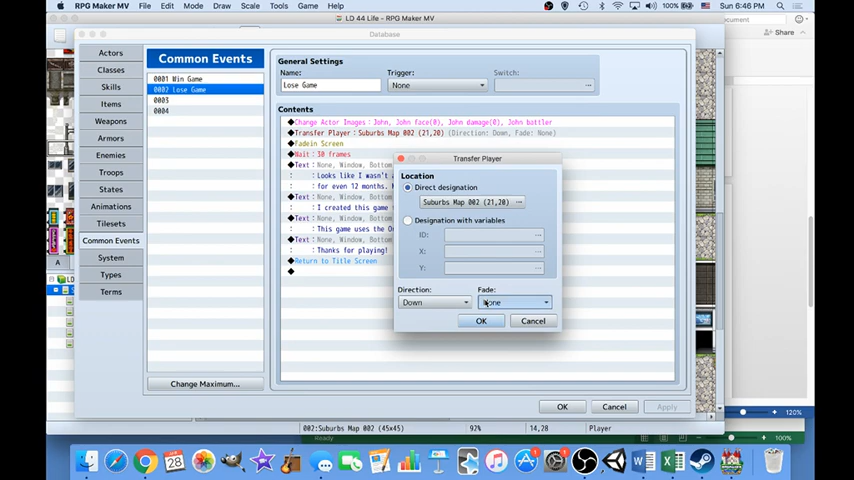 RPG Maker MV File Edit Mode Draw Scale Tools Game Help 100% Sun 6:46 PM
LD 44 Life - RPG Maker MV
Database
Share
Actors
Classes
Skills
Items
Weapons
Armors
Enemies
Troops
States
Animations
Tilesets
Common Events
System
Types
Terms
Common Events
0001 Win Game
0002 Lose Game
0003
0004
Change Maximum...
General Settings
Name: Trigger: Switch:
Lose Game None
Contents
◆Change Actor Images: John, John face(0), John damage(0), John battler
◆Transfer Player: Suburbs Map 002 (21,20) (Direction: Down, Fade: None)
◆Fadein Screen
◆Wait: 30 frames
◆Text: None, Window, Bottom
: Looks like I wasn't a
: for even 12 months.
◆Text: None, Window, Bottom
: I created this game
◆Text: None, Window, Bottom
: This game uses the
◆Text: None, Window, Bottom
: Thanks for playing!
◆Return to Title Screen
◆
Transfer Player
Location
Direct designation
Suburbs Map 002 (21,20) ...
Designation with variables
ID: ...
X: ...
Y: ...
Direction: Fade:
Down None
OK Cancel
OK Cancel Apply
A
LD
002:Suburbs Map 002 (45x45) 92% 14,28 Player
120%
Ready 100%
APR
28